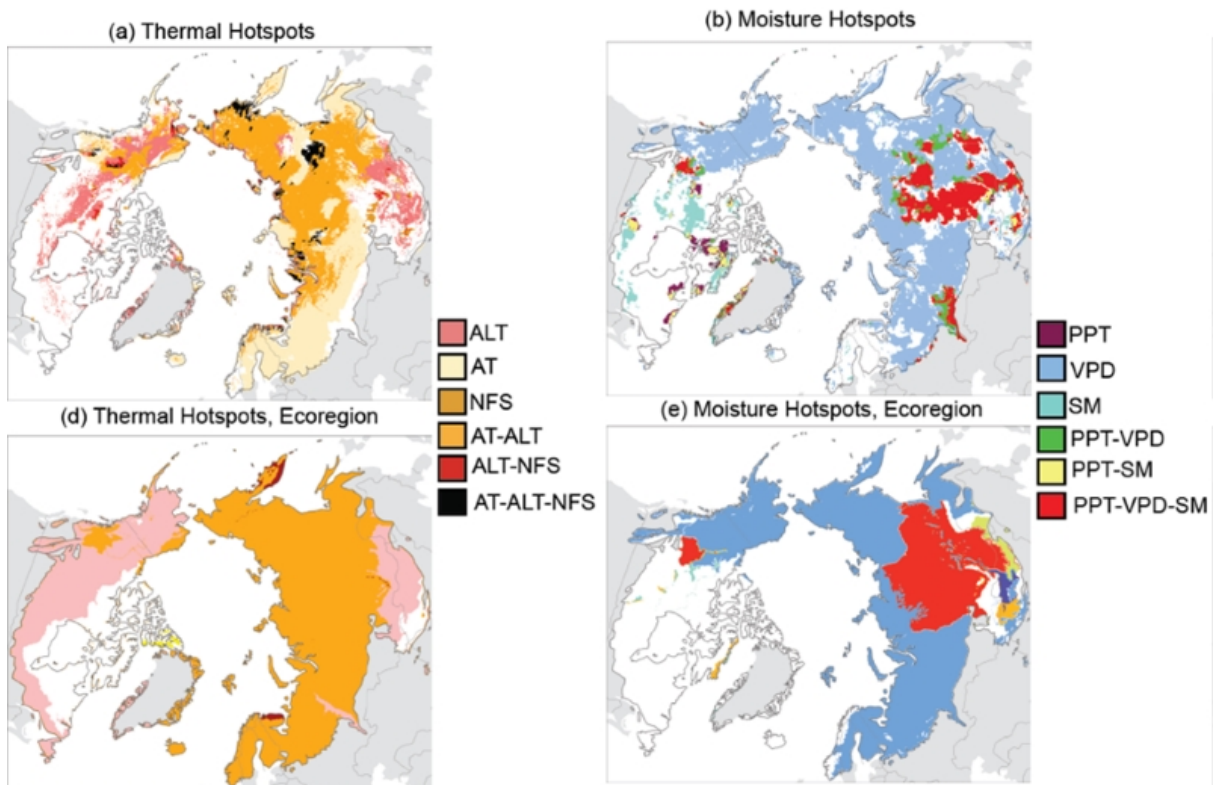 (a) Thermal Hotspots
(b) Moisture Hotspots
ALT
AT
NFS
AT-ALT
ALT-NFS
AT-ALT-NFS
PPT
VPD
SM
PPT-VPD
PPT-SM
PPT-VPD-SM
(d) Thermal Hotspots, Ecoregion
(e) Moisture Hotspots, Ecoregion